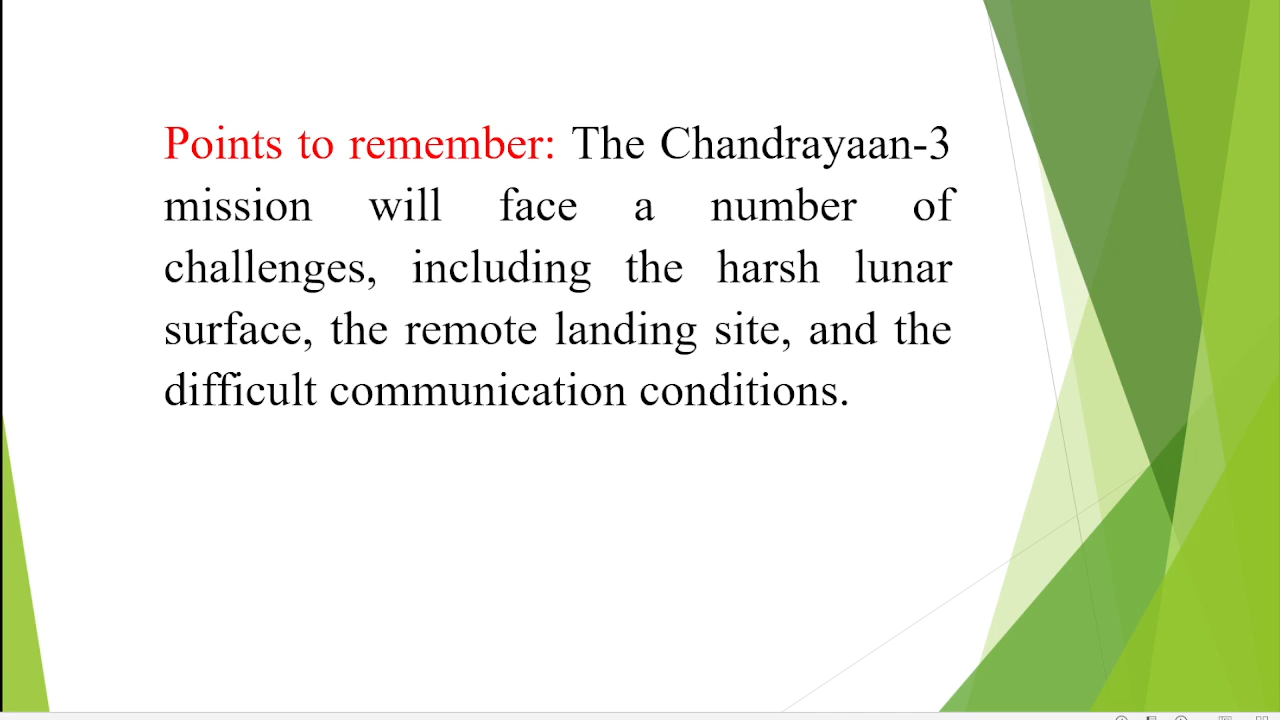 Points to remember: The Chandrayaan-3
mission will face a number of
challenges, including the harsh lunar
surface, the remote landing site, and the
difficult communication conditions.